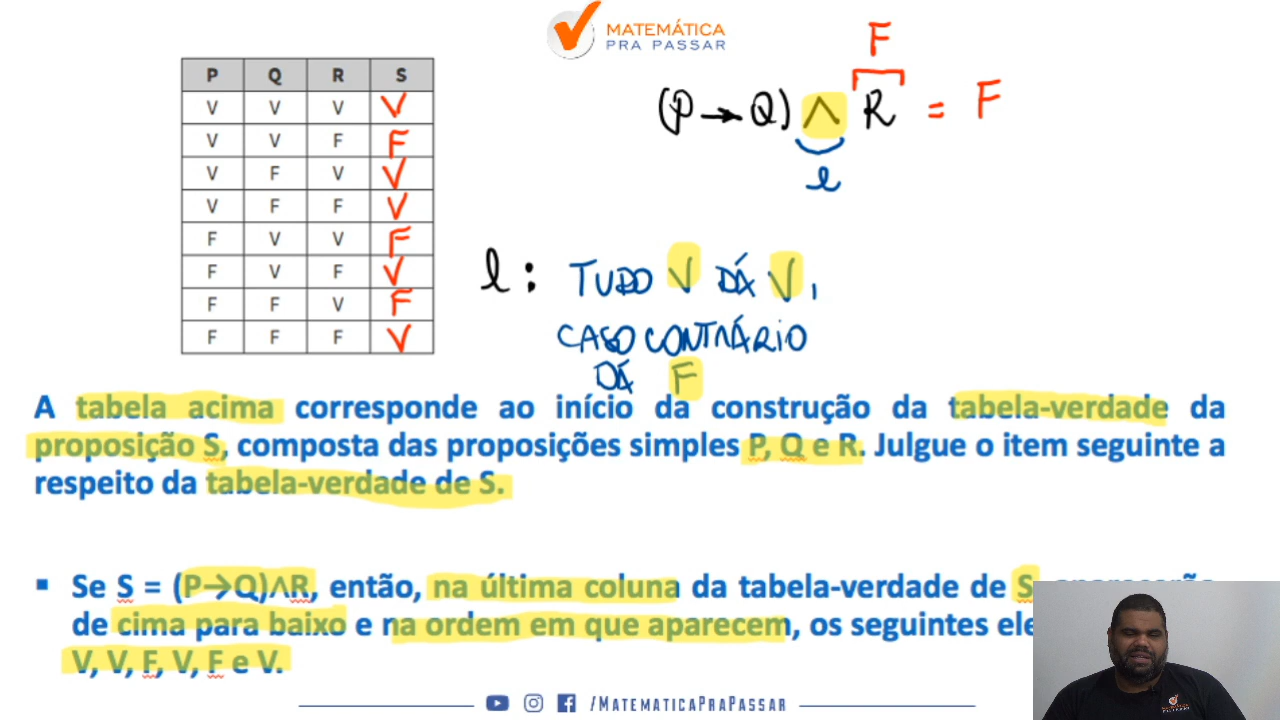 MATEMÁTICA
PRA PASSAR
F
(P → Q) ∧ R = F
e
P Q R S
V V V V
V V F F
V F V V
V F F V
F V V F
F V F V
F F V F
F F F V
e : TUDO V DÁ V,
CASO CONTRÁRIO
DÁ F
A tabela acima corresponde ao início da construção da tabela-verdade da
proposição S, composta das proposições simples P, Q e R. Julgue o item seguinte a
respeito da tabela-verdade de S.
▪ Se S = (P→Q)∧R, então, na última coluna da tabela-verdade de S,
de cima para baixo e na ordem em que aparecem, os seguintes
V, V, F, V, F e V.
/MATEMATICAPRAPASSAR
MATEMÁTICA